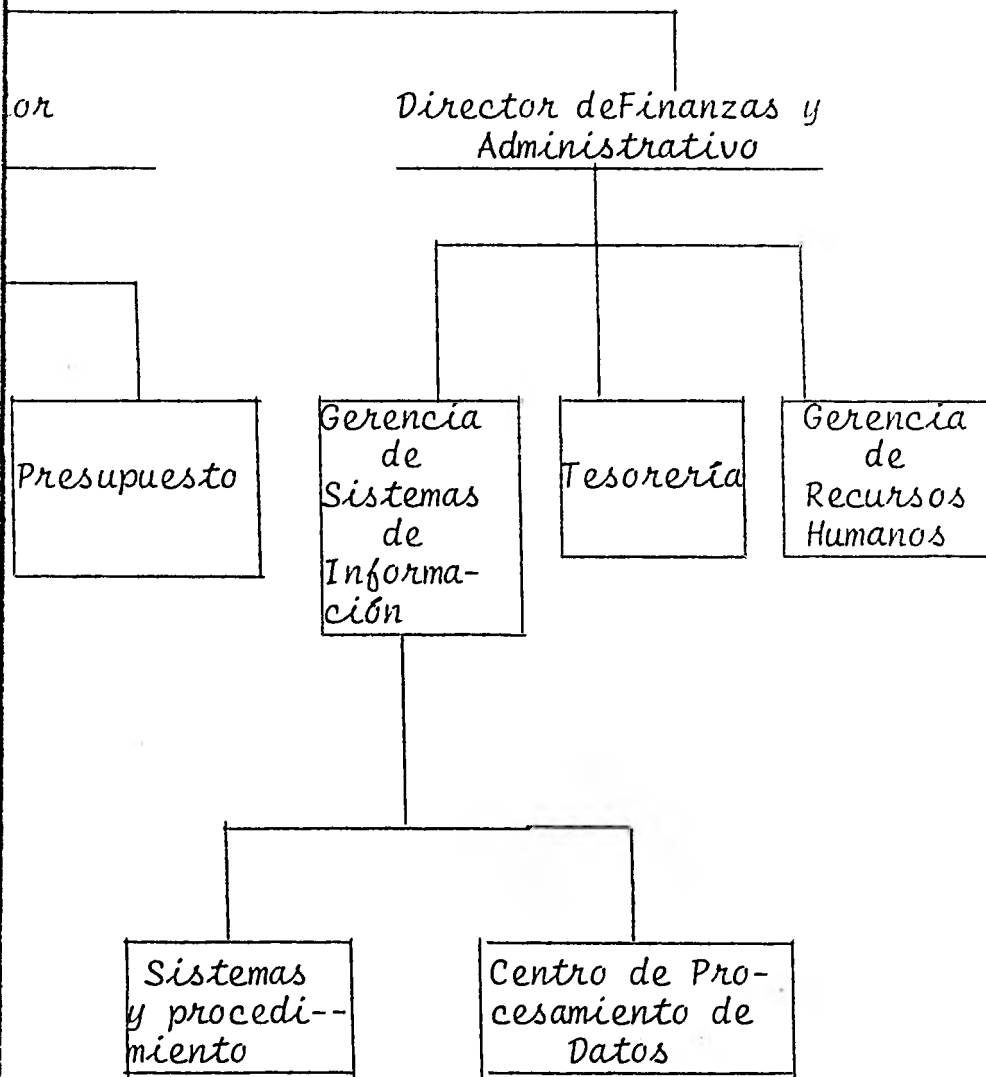 or
Director deFinanzas y
Administrativo
Presupuesto
Gerencia
de
Sistemas
de
Informa-
ción
Tesorería
Gerencia
de
Recursos
Humanos
Sistemas
y procedi--
miento
Centro de Pro-
cesamiento de
Datos